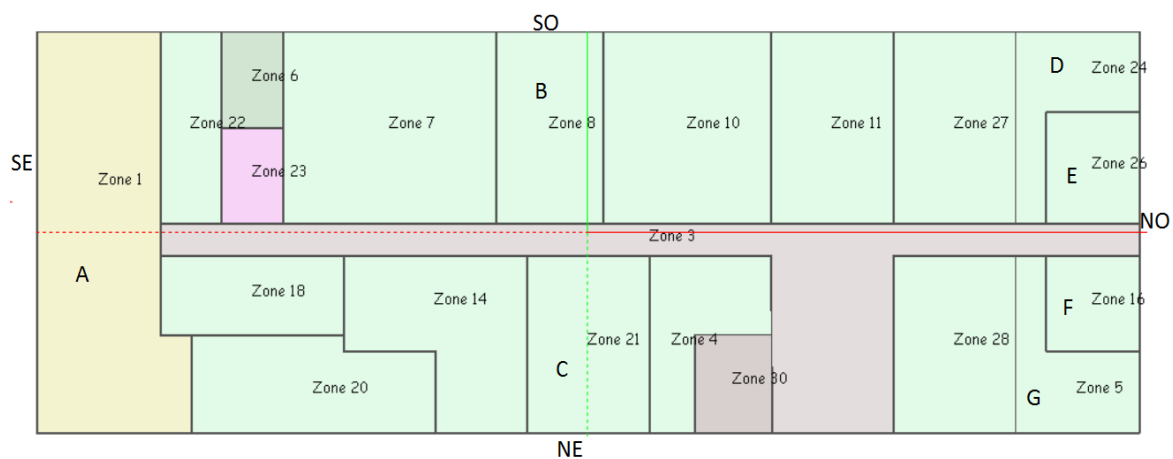 SO
D
Zone 24
Zone 6
B
Zone 22
Zone 7
Zone 8
Zone 10
Zone 11
Zone 27
SE
Zone 26
Zone 23
E
Zone 1
NO
Zone 3
A
Zone 18
Zone 14
F
Zone 16
Zone 21
Zone 4
Zone 28
C
Zone 30
Zone 20
G
Zone 5
NE